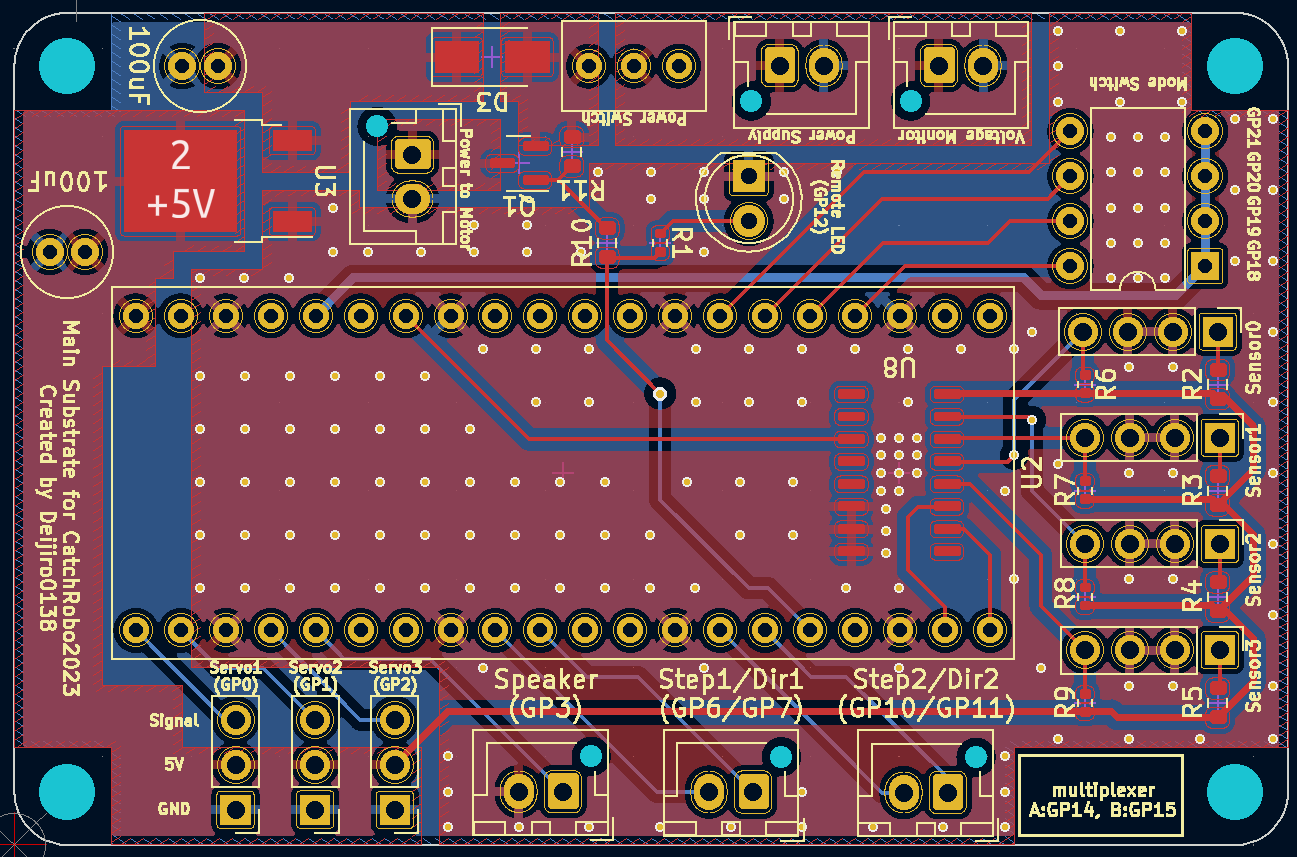 100uF
D3
Power Switch
Power Supply
Voltage Monitor
Mode Switch
GP21 GP20 GP19 GP18
2
+5V
100uF
U3
Power to Motor
Q1
R11
R10
R1
Remote LED
(GP12)
Main Substrate for CatchRobo2023
Created by Deijiro0138
U8
U2
Sensor0
R6
R2
Sensor1
R7
R3
Sensor2
R8
R4
Sensor3
R9
R5
Servo1
(GP0)
Servo2
(GP1)
Servo3
(GP2)
Signal
5V
GND
Speaker
(GP3)
Step1/Dir1
(GP6/GP7)
Step2/Dir2
(GP10/GP11)
multiplexer
A:GP14, B:GP15